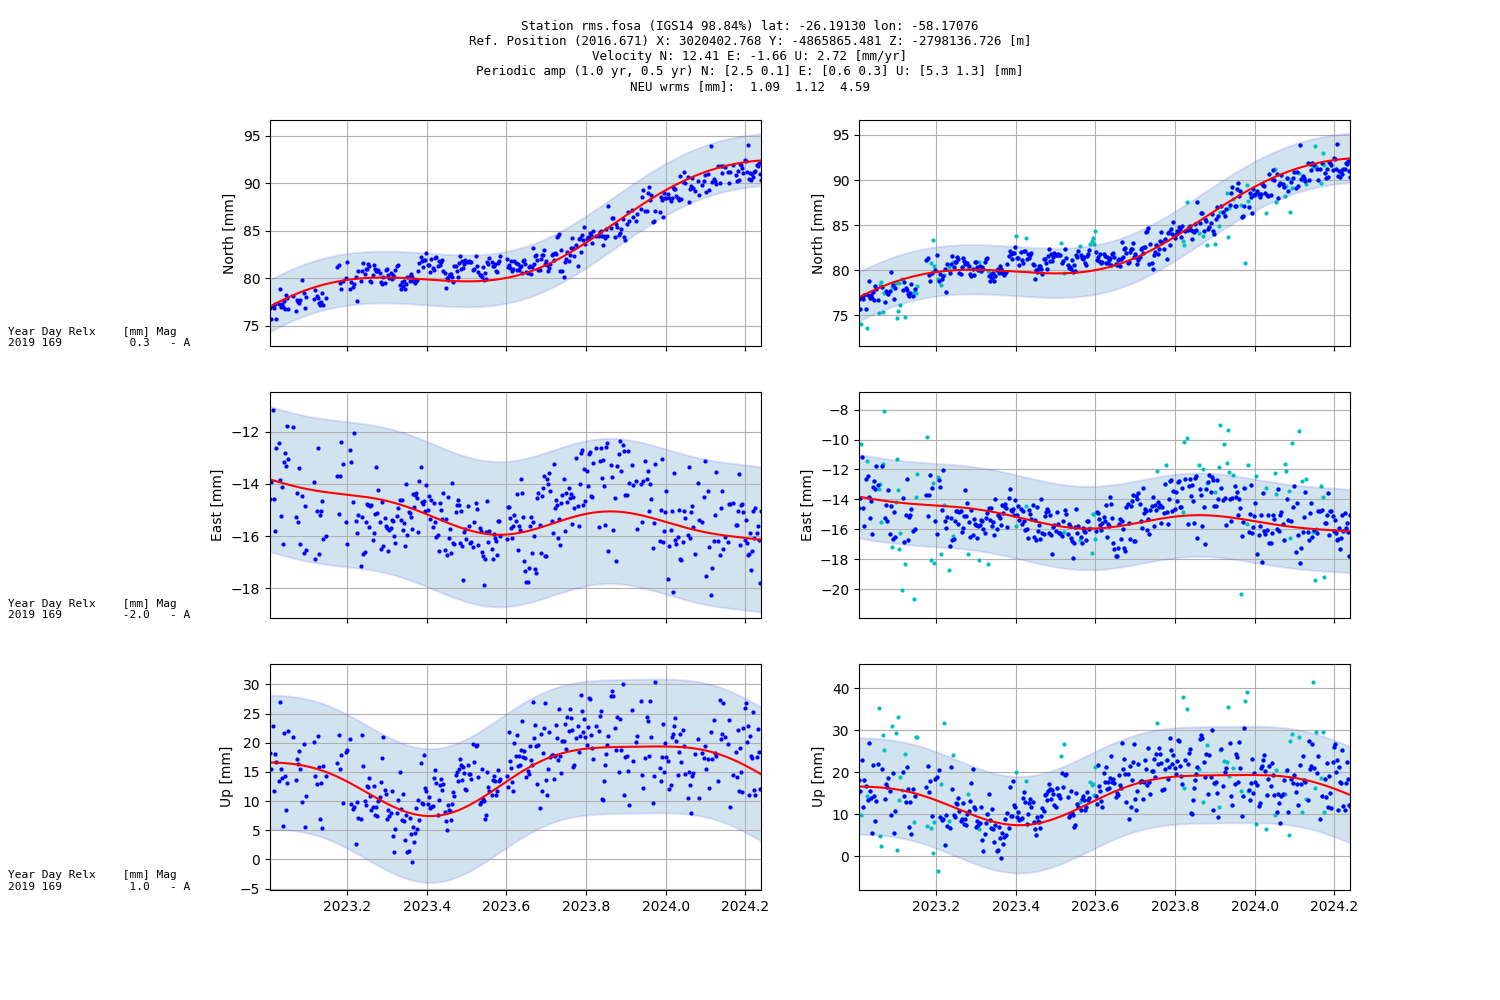 Station rms.fosa (IGS14 98.84%) lat: -26.19130 lon: -58.17076
Ref. Position (2016.671) X: 3020402.768 Y: -4865865.481 Z: -2798136.726 [m]
Velocity N: 12.41 E: -1.66 U: 2.72 [mm/yr]
Periodic amp (1.0 yr, 0.5 yr) N: [2.5 0.1] E: [0.6 0.3] U: [5.3 1.3] [mm]
NEU wrms [mm]:  1.09  1.12  4.59
North [mm]
95
90
85
80
75
North [mm]
95
90
85
80
75
Year Day Relx    [mm] Mag
2019 169          0.3   - A
East [mm]
−12
−14
−16
−18
East [mm]
−8
−10
−12
−14
−16
−18
−20
Year Day Relx    [mm] Mag
2019 169         -2.0   - A
Up [mm]
30
25
20
15
10
5
0
−5
Up [mm]
40
30
20
10
0
Year Day Relx    [mm] Mag
2019 169          1.0   - A
2023.2 2023.4 2023.6 2023.8 2024.0 2024.2
2023.2 2023.4 2023.6 2023.8 2024.0 2024.2